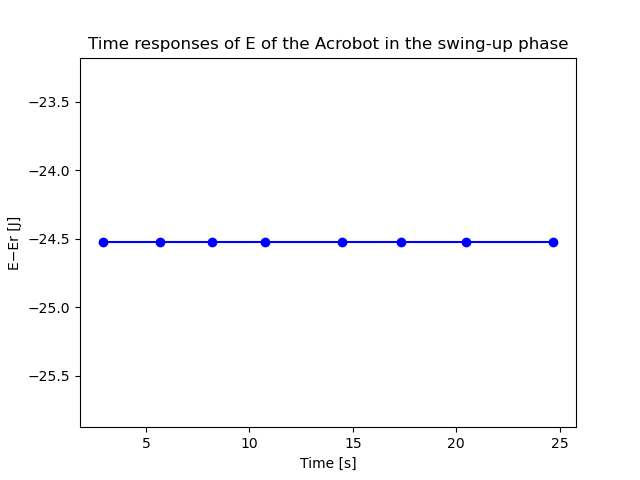 Time responses of E of the Acrobot in the swing-up phase
E−Er [J]
−23.5
−24.0
−24.5
−25.0
−25.5
5 10 15 20 25
Time [s]